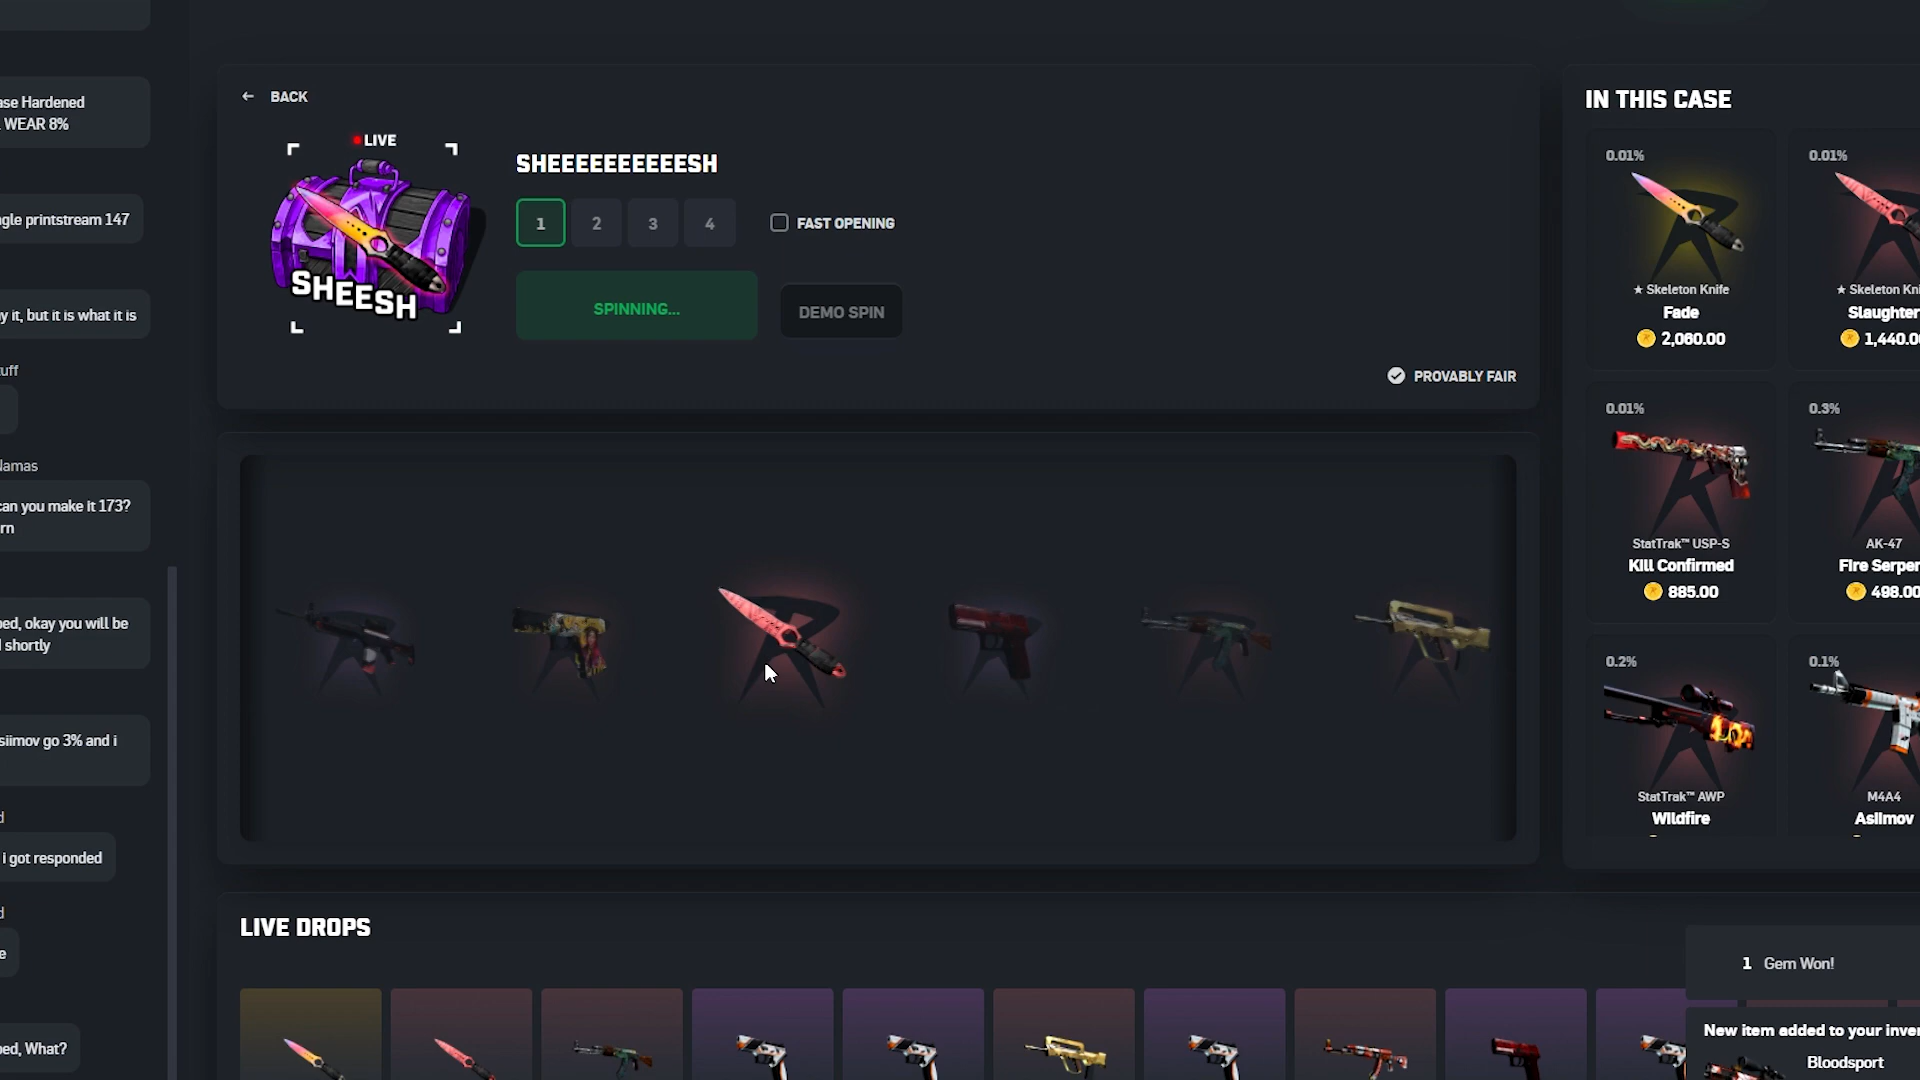 ase Hardened
WEAR 8%
gle printstream 147
y it, but it is what it is
uff
Namas
can you make it 173?
rn
ped, okay you will be
shortly
siimov go 3% and i
d
i got responded
d
e
ped, What?
BACK
LIVE
SHEESH
SHEEEEEEEEEESH
1
2
3
4
FAST OPENING
SPINNING...
DEMO SPIN
PROVABLY FAIR
IN THIS CASE
0.01%
★ Skeleton Knife
Fade
2,060.00
0.01%
★ Skeleton Kni
Slaughter
1,440.00
0.01%
StatTrak™ USP-S
Kill Confirmed
885.00
0.3%
AK-47
Fire Serpen
498.00
0.2%
StatTrak™ AWP
Wildfire
0.1%
M4A4
Asiimov
LIVE DROPS
1 Gem Won!
New item added to your inver
Bloodsport